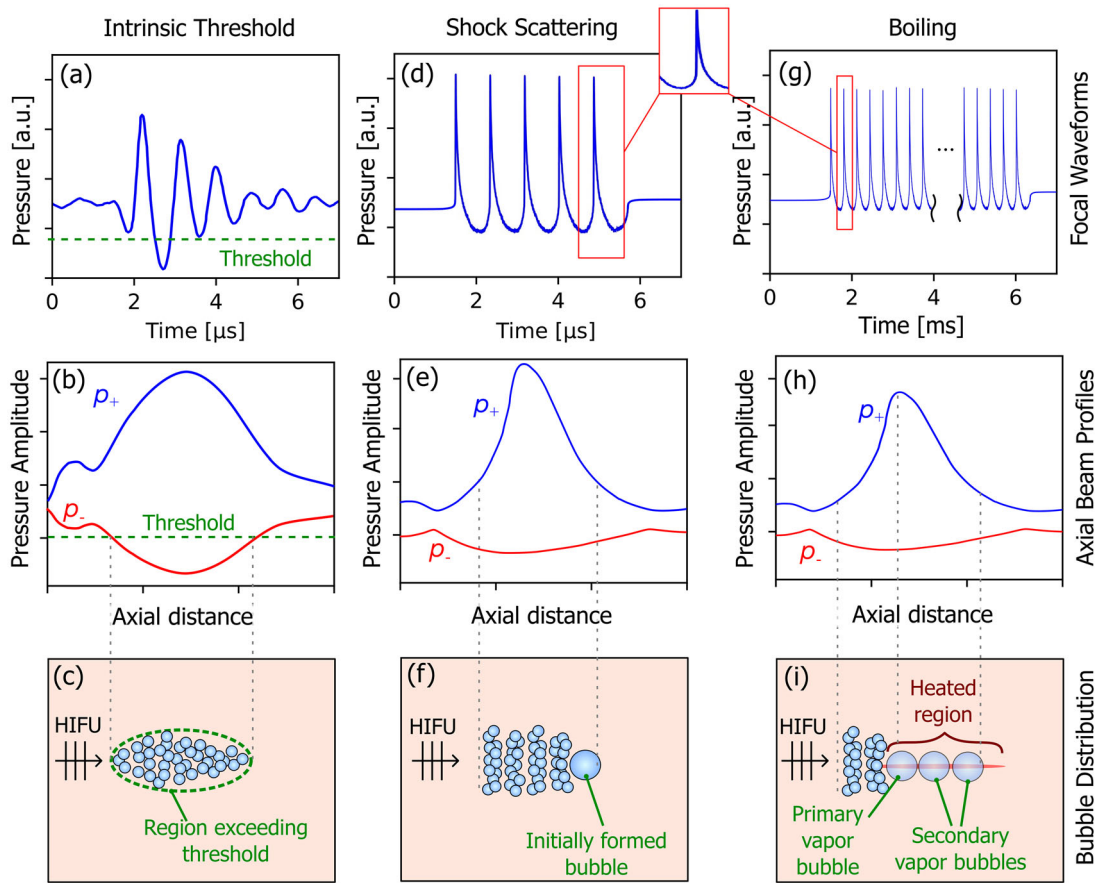 Intrinsic Threshold
Shock Scattering
Boiling
(a)
Pressure [a.u.]
Threshold
0 2 4 6
Time [μs]
(d)
Pressure [a.u.]
0 2 4 6
Time [μs]
(g)
Pressure [a.u.]
...
0 2 4 6
Time [ms]
Focal Waveforms
(b)
Pressure Amplitude
p+
p-
Threshold
Axial distance
(e)
Pressure Amplitude
p+
p-
Axial distance
(h)
Pressure Amplitude
p+
p-
Axial distance
Axial Beam Profiles
(c)
HIFU
Region exceeding
threshold
(f)
HIFU
Initially formed
bubble
(i)
HIFU
Heated
region
Primary
vapor
bubble
Secondary
vapor bubbles
Bubble Distribution